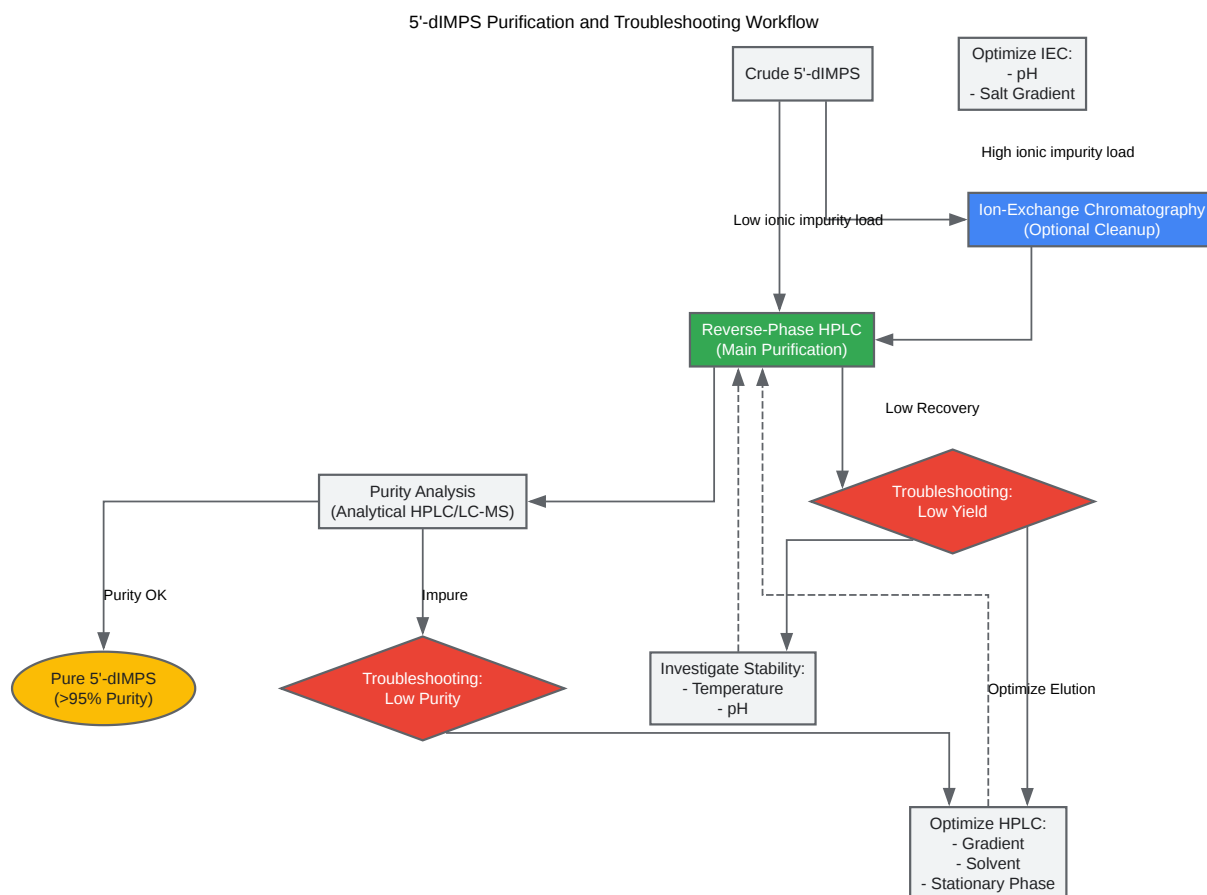 5'-dIMPS Purification and Troubleshooting Workflow
Crude 5'-dIMPS
Optimize IEC:
- pH
- Salt Gradient
High ionic impurity load
Low ionic impurity load
Ion-Exchange Chromatography
(Optional Cleanup)
Reverse-Phase HPLC
(Main Purification)
Low Recovery
Purity Analysis
(Analytical HPLC/LC-MS)
Troubleshooting:
Low Yield
Purity OK
Impure
Pure 5'-dIMPS
(>95% Purity)
Troubleshooting:
Low Purity
Investigate Stability:
- Temperature
- pH
Optimize Elution
Optimize HPLC:
- Gradient
- Solvent
- Stationary Phase